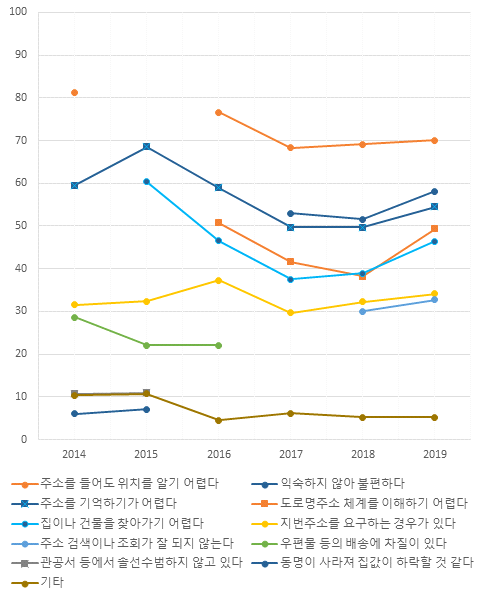 100
90
80
70
60
50
40
30
20
10
0
2014 2015 2016 2017 2018 2019
주소를 들어도 위치를 알기 어렵다 익숙하지 않아 불편하다
주소를 기억하기가 어렵다 도로명주소 체계를 이해하기 어렵다
집이나 건물을 찾아가기 어렵다 지번주소를 요구하는 경우가 있다
주소 검색이나 조회가 잘 되지 않는다 우편물 등의 배송에 차질이 있다
관공서 등에서 솔선수범하지 않고 있다 동명이 사라져 집값이 하락할 것 같다
기타